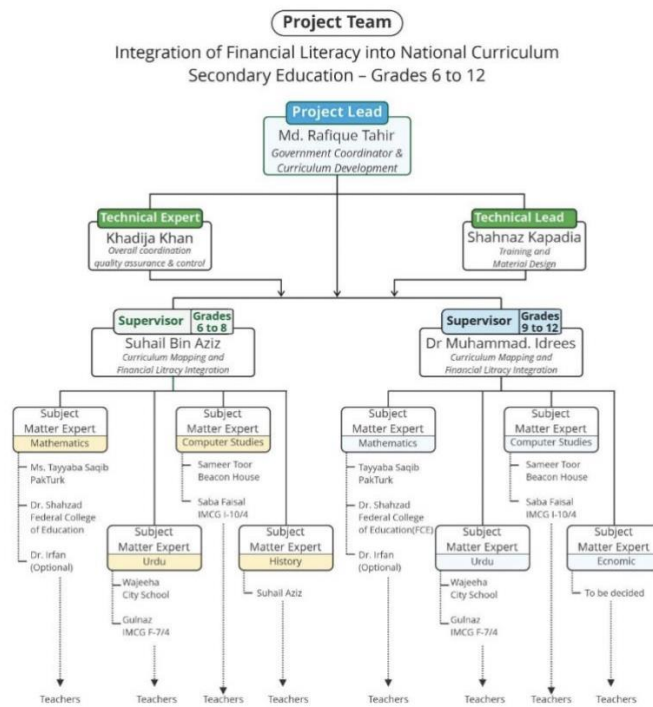 Project Team
Integration of Financial Literacy into National Curriculum
Secondary Education – Grades 6 to 12
Project Lead
Md. Rafique Tahir
Government Coordinator &
Curriculum Development
Technical Expert
Khadija Khan
Overall coordination
quality assurance & control
Technical Lead
Shahnaz Kapadia
Training and
Material Design
Supervisor
Grades
6 to 8
Suhail Bin Aziz
Curriculum Mapping and
Financial Litracy Integration
Supervisor
Grades
9 to 12
Dr Muhammad. Idrees
Curriculum Mapping and
Financial Litracy Integration
Subject
Matter Expert
Mathematics
Ms. Tayyaba Saqib
PakTurk
Dr. Shahzad
Federal College
of Education
Dr. Irfan
(Optional)
Subject
Matter Expert
Computer Studies
Sameer Toor
Beacon House
Saba Faisal
IMCG I-10/4
Subject
Matter Expert
Urdu
Wajeeha
City School
Gulnaz
IMCG F-7/4
Subject
Matter Expert
History
Suhail Aziz
Subject
Matter Expert
Mathematics
Tayyaba Saqib
PakTurk
Dr. Shahzad
Federal College
of Education(FCE)
Dr. Irfan
(Optional)
Subject
Matter Expert
Computer Studies
Sameer Toor
Beacon House
Saba Faisal
IMCG I-10/4
Subject
Matter Expert
Urdu
Wajeeha
City School
Gulnaz
IMCG F-7/4
Subject
Matter Expert
Ecnomic
To be decided
Teachers
Teachers
Teachers
Teachers
Teachers
Teachers
Teachers
Teachers